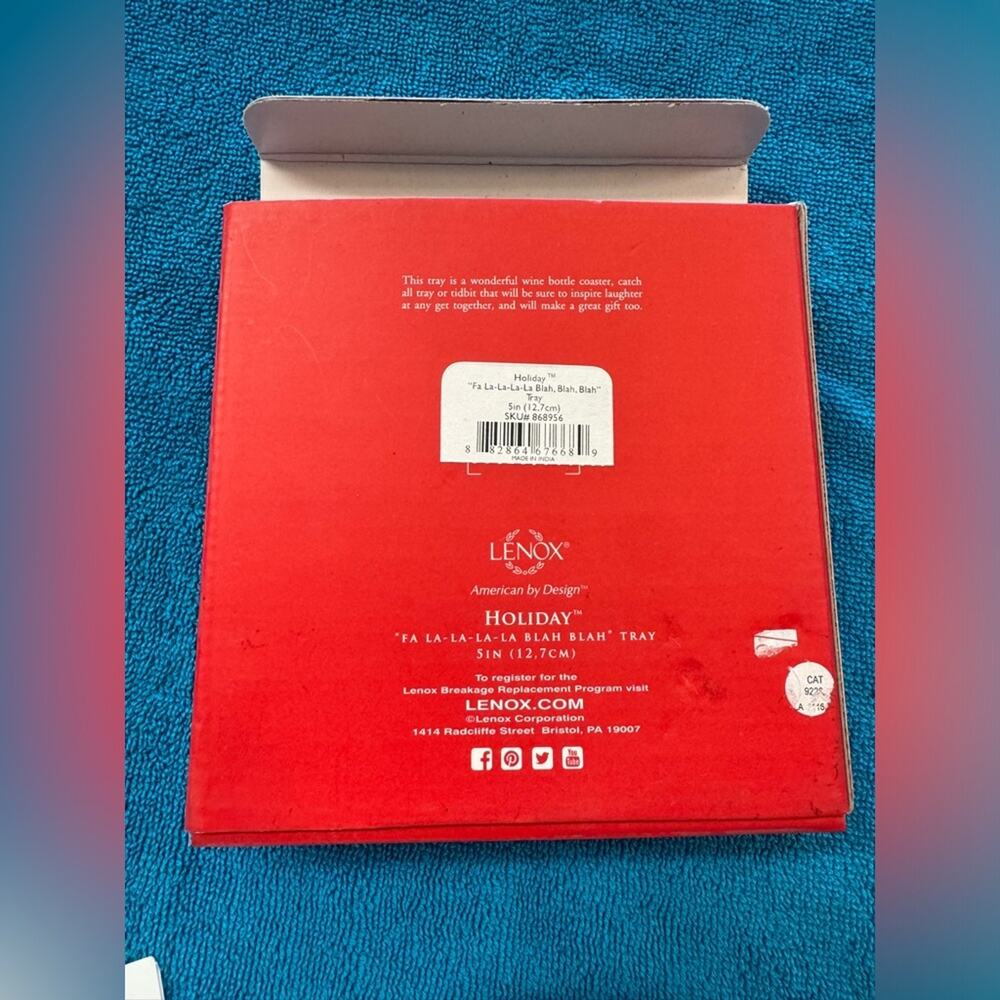 This tray is a wonderful wine bottle coaster, catch
all tray or tidbit that will be sure to inspire laughter
at any get together, and will make a great gift too.
Holiday™
"Fa La-La-La-La Blah, Blah, Blah"
Tray
5in (12.7cm)
SKU# 868956
8 82864 67668 9
MADE IN INDIA
LENOX®
American by Design™
HOLIDAY™
"FA LA-LA-LA-LA BLAH BLAH" TRAY
5IN (12,7CM)
To register for the
Lenox Breakage Replacement Program visit
LENOX.COM
©Lenox Corporation
1414 Radcliffe Street Bristol, PA 19007
You
Tube
CAT
A